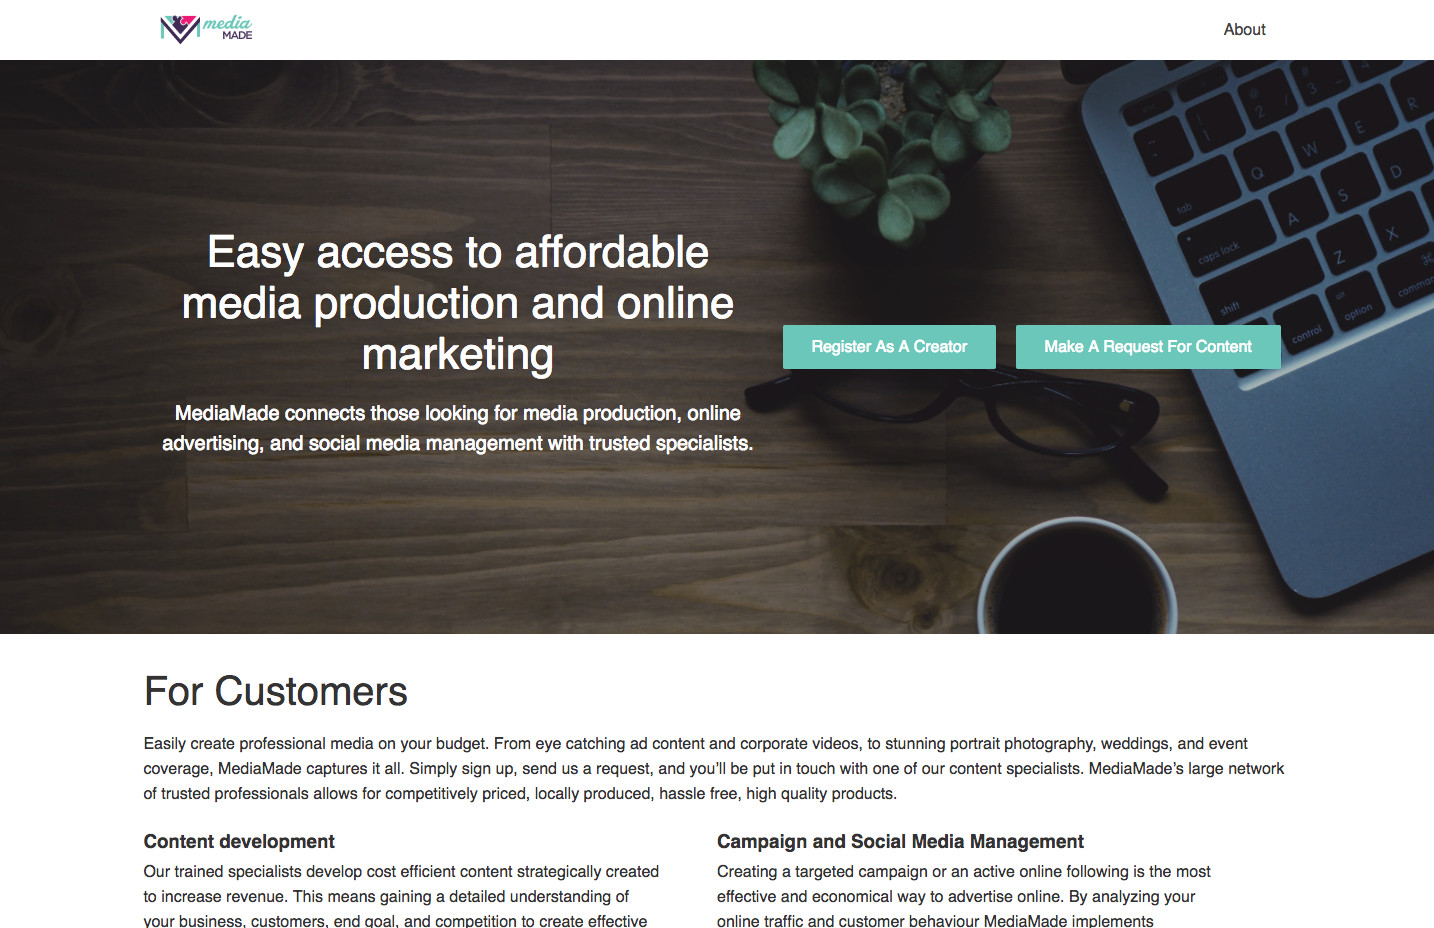 media
MADE
About
Easy access to affordable
media production and online
marketing
MediaMade connects those looking for media production, online
advertising, and social media management with trusted specialists.
Register As A Creator
Make A Request For Content
tab
caps lock
shift
Q
W
E
R
A
S
D
Z
X
control
alt
option
command
For Customers
Easily create professional media on your budget. From eye catching ad content and corporate videos, to stunning portrait photography, weddings, and event
coverage, MediaMade captures it all. Simply sign up, send us a request, and you’ll be put in touch with one of our content specialists. MediaMade’s large network
of trusted professionals allows for competitively priced, locally produced, hassle free, high quality products.
Content development
Our trained specialists develop cost efficient content strategically created
to increase revenue. This means gaining a detailed understanding of
your business, customers, end goal, and competition to create effective
Campaign and Social Media Management
Creating a targeted campaign or an active online following is the most
effective and economical way to advertise online. By analyzing your
online traffic and customer behaviour MediaMade implements